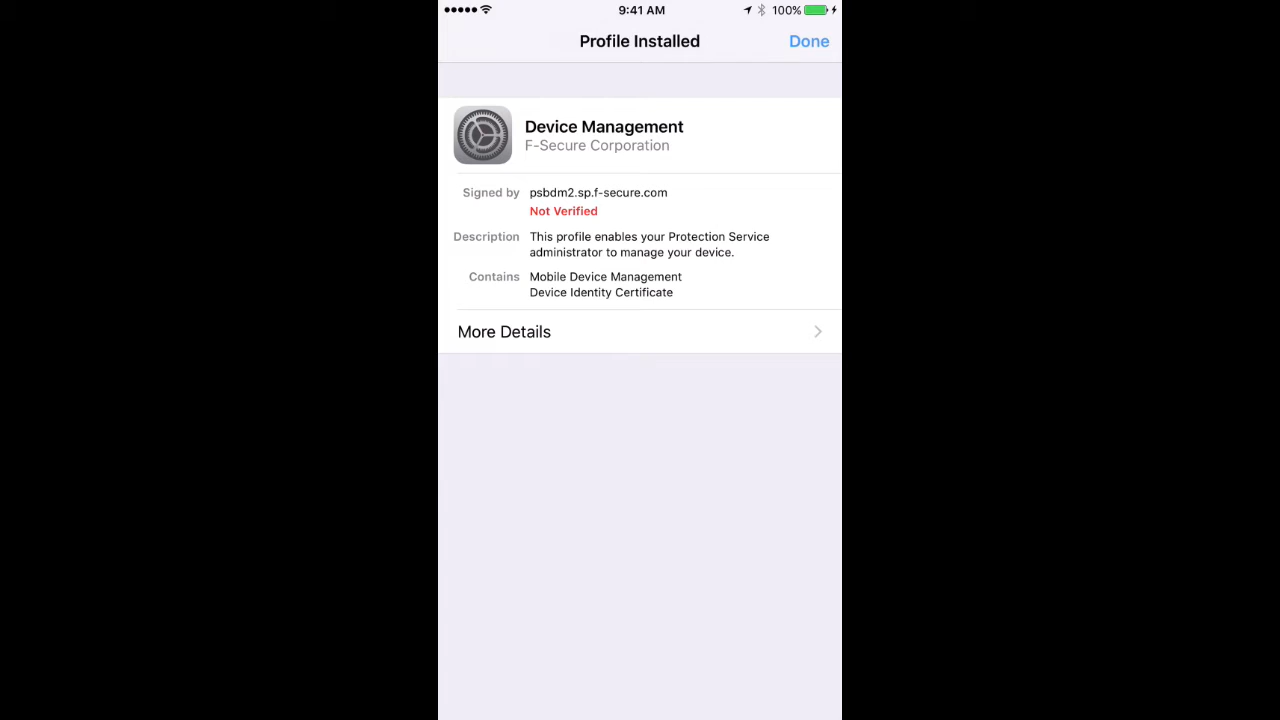 9:41 AM 100%
Profile Installed Done
Device Management
F-Secure Corporation
Signed by psbdm2.sp.f-secure.com
Not Verified
Description This profile enables your Protection Service
administrator to manage your device.
Contains Mobile Device Management
Device Identity Certificate
More Details